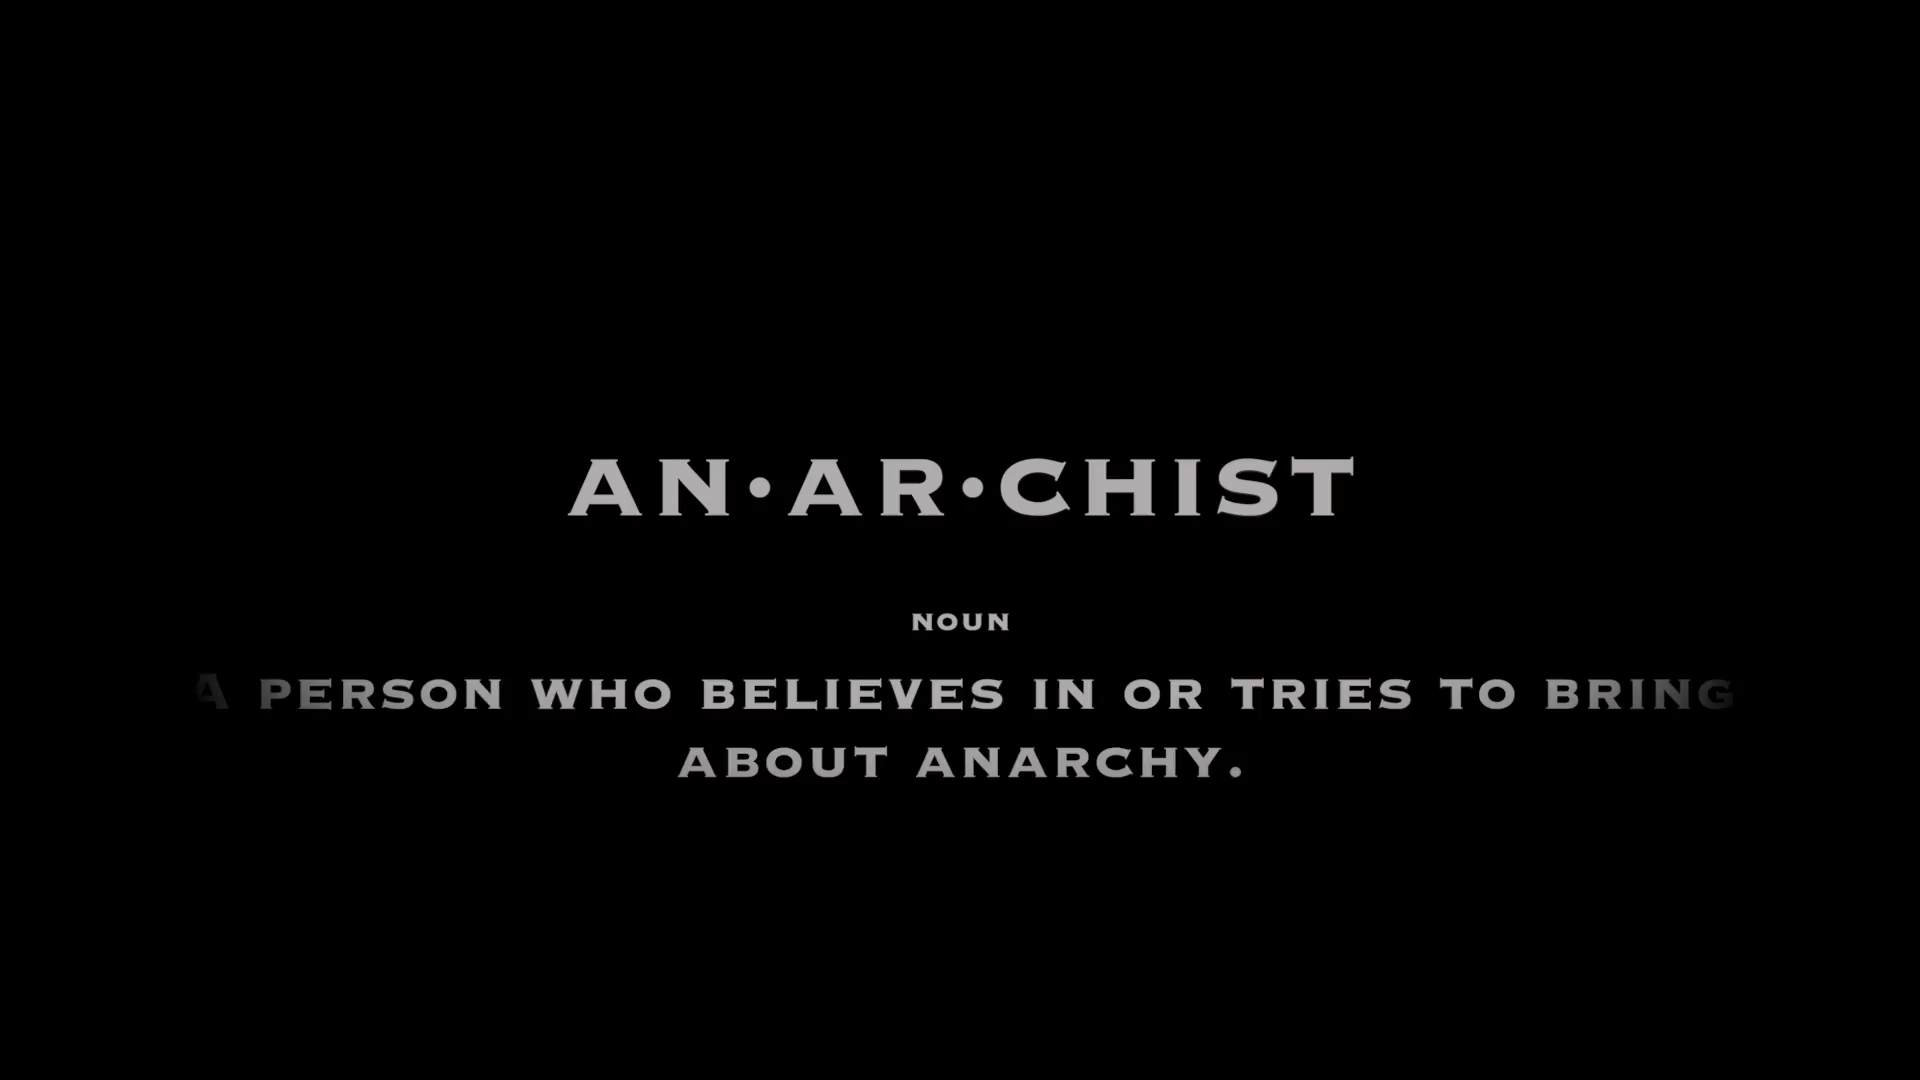 AN•AR•CHIST
NOUN
A PERSON WHO BELIEVES IN OR TRIES TO BRING
ABOUT ANARCHY.